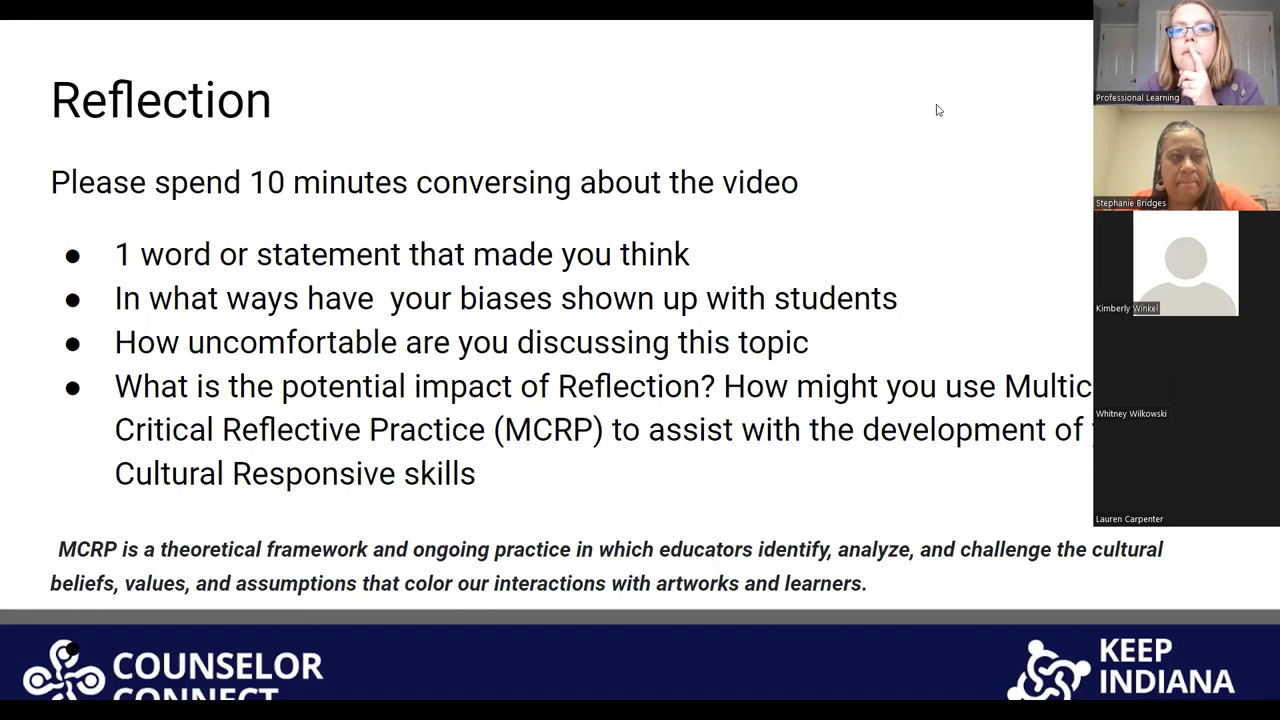 Reflection
Please spend 10 minutes conversing about the video
● 1 word or statement that made you think
● In what ways have your biases shown up with students
● How uncomfortable are you discussing this topic
● What is the potential impact of Reflection? How might you use
Critical Reflective Practice (MCRP) to assist with the development of
Cultural Responsive skills
MCRP is a theoretical framework and ongoing practice in which educators identify, analyze, and challenge the cultural
beliefs, values, and assumptions that color our interactions with artworks and learners.
COUNSELOR
CONNECT
KEEP
INDIANA
Professional Learning
Stephanie Bridges
Kimberly Winkel
Whitney Wilkowski
Lauren Carpenter